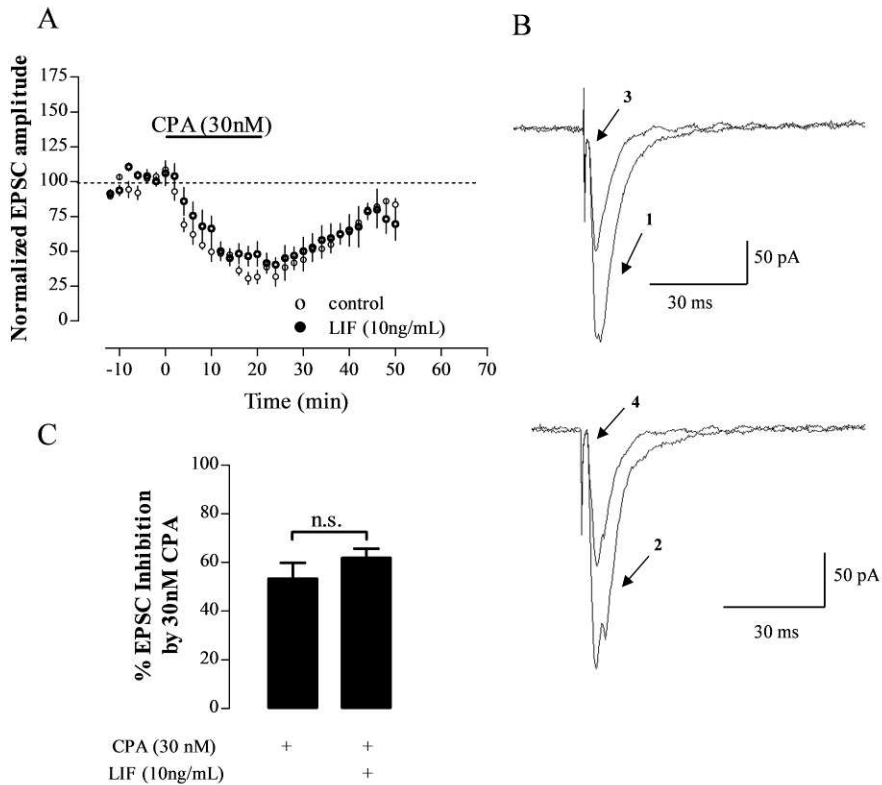 A
Normalized EPSC amplitude
175
150
125
100
75
50
25
0
CPA (30nM)
control
LIF (10ng/mL)
-10 0 10 20 30 40 50 60 70
Time (min)
B
3
1
50 pA
30 ms
4
2
50 pA
30 ms
C
% EPSC Inhibition
by 30nM CPA
100
80
60
40
20
0
n.s.
CPA (30 nM) + +
LIF (10ng/mL) +